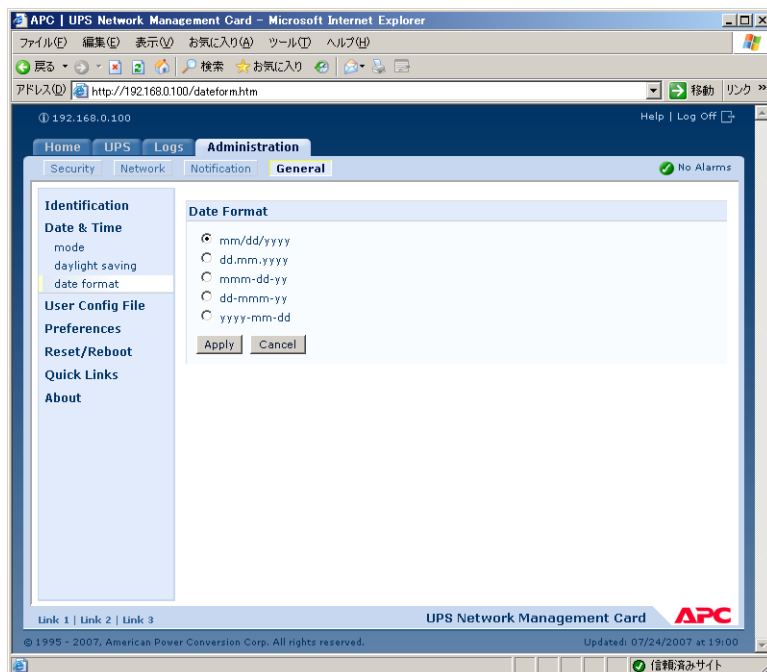 APC | UPS Network Management Card - Microsoft Internet Explorer
ファイル(F) 編集(E) 表示(V) お気に入り(A) ツール(T) ヘルプ(H)
戻る 検索 お気に入り
アドレス(D) http://192.168.0.100/dateform.htm 移動 リンク »
192.168.0.100 Help | Log Off
Home UPS Logs Administration
Security Network Notification General No Alarms
Identification
Date & Time
mode
daylight saving
date format
User Config File
Preferences
Reset/Reboot
Quick Links
About
Date Format
mm/dd/yyyy
dd.mm.yyyy
mmm-dd-yy
dd-mmm-yy
yyyy-mm-dd
Apply Cancel
Link 1 | Link 2 | Link 3 UPS Network Management Card APC
© 1995 - 2007, American Power Conversion Corp. All rights reserved. Updated: 07/24/2007 at 19:00
信頼済みサイト